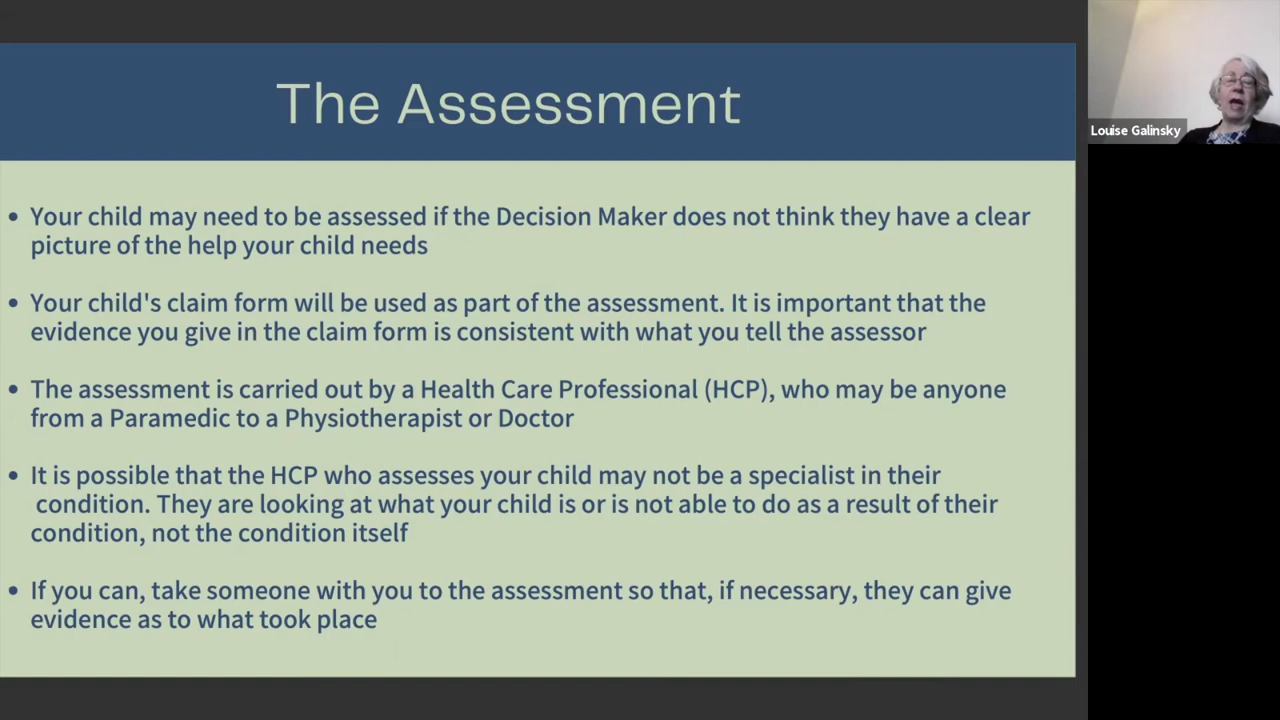 The Assessment
• Your child may need to be assessed if the Decision Maker does not think they have a clear
picture of the help your child needs
• Your child's claim form will be used as part of the assessment. It is important that the
evidence you give in the claim form is consistent with what you tell the assessor
• The assessment is carried out by a Health Care Professional (HCP), who may be anyone
from a Paramedic to a Physiotherapist or Doctor
• It is possible that the HCP who assesses your child may not be a specialist in their
condition. They are looking at what your child is or is not able to do as a result of their
condition, not the condition itself
• If you can, take someone with you to the assessment so that, if necessary, they can give
evidence as to what took place
Louise Galinsky